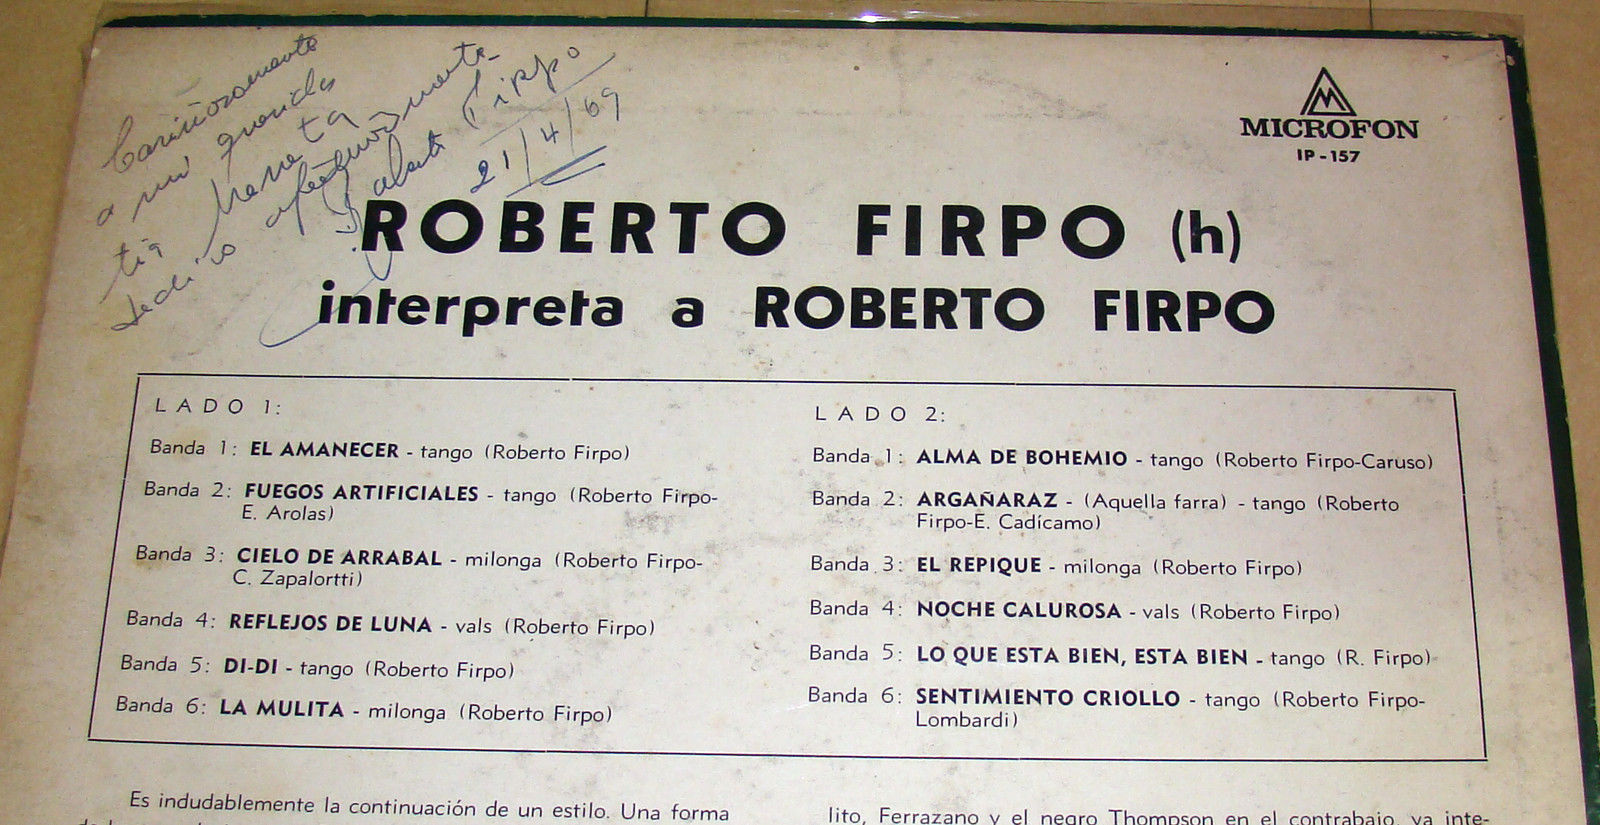 Cariñosamente
a mi querida
tia
dedico afectuosamente
Roberto Firpo
21/4/69
MICROFON
IP - 157
ROBERTO FIRPO (h)
interpreta a ROBERTO FIRPO
LADO 1:
Banda 1: EL AMANECER - tango (Roberto Firpo)
Banda 2: FUEGOS ARTIFICIALES - tango (Roberto Firpo-
E. Arolas)
Banda 3: CIELO DE ARRABAL - milonga (Roberto Firpo-
C. Zapalortti)
Banda 4: REFLEJOS DE LUNA - vals (Roberto Firpo)
Banda 5: DI-DI - tango (Roberto Firpo)
Banda 6: LA MULITA - milonga (Roberto Firpo)
LADO 2:
Banda 1: ALMA DE BOHEMIO - tango (Roberto Firpo-Caruso)
Banda 2: ARGAÑARAZ - (Aquella farra) - tango (Roberto
Firpo-E. Cadícamo)
Banda 3: EL REPIQUE - milonga (Roberto Firpo)
Banda 4: NOCHE CALUROSA - vals (Roberto Firpo)
Banda 5: LO QUE ESTA BIEN, ESTA BIEN - tango (R. Firpo)
Banda 6: SENTIMIENTO CRIOLLO - tango (Roberto Firpo-
Lombardi)
Es indudablemente la continuación de un estilo. Una forma
lito, Ferrazano y el negro Thompson en el contrabajo, ya inte-